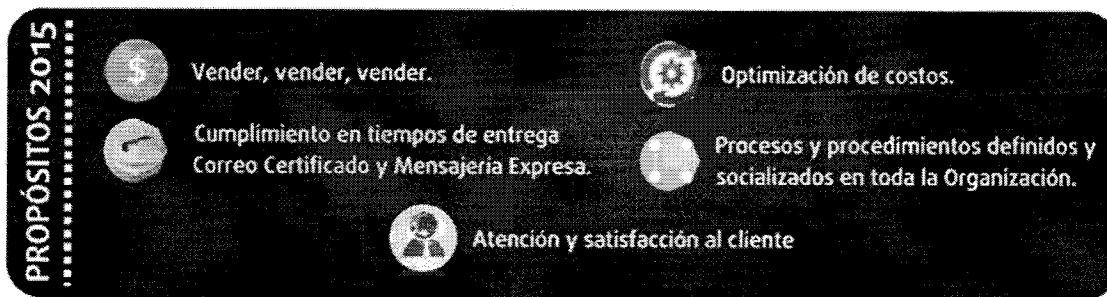 PROPÓSITOS 2015
$
Vender, vender, vender.
Optimización de costos.
Cumplimiento en tiempos de entrega
Correo Certificado y Mensajería Expresa.
Procesos y procedimientos definidos y
socializados en toda la Organización.
Atención y satisfacción al cliente